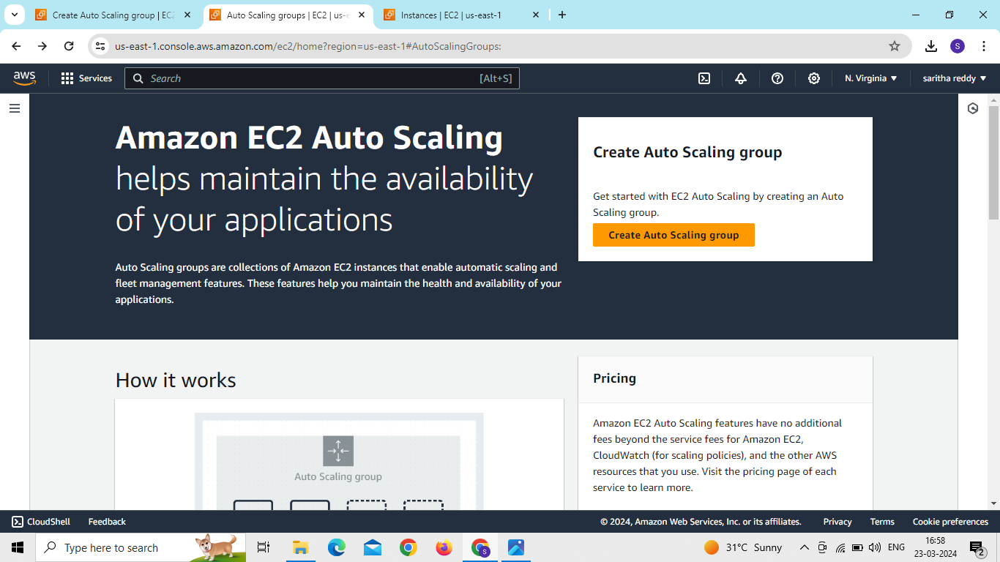 Create Auto Scaling group | EC2
Auto Scaling groups | EC2 | us-e
Instances | EC2 | us-east-1
us-east-1.console.aws.amazon.com/ec2/home?region=us-east-1#AutoScalingGroups:
S
aws
Services
Search
[Alt+S]
N. Virginia
saritha reddy
Amazon EC2 Auto Scaling
helps maintain the availability
of your applications
Auto Scaling groups are collections of Amazon EC2 instances that enable automatic scaling and
fleet management features. These features help you maintain the health and availability of your
applications.
Create Auto Scaling group
Get started with EC2 Auto Scaling by creating an Auto
Scaling group.
Create Auto Scaling group
How it works
Auto Scaling group
Pricing
Amazon EC2 Auto Scaling features have no additional
fees beyond the service fees for Amazon EC2,
CloudWatch (for scaling policies), and the other AWS
resources that you use. Visit the pricing page of each
service to learn more.
CloudShell
Feedback
© 2024, Amazon Web Services, Inc. or its affiliates.
Privacy
Terms
Cookie preferences
Type here to search
S
31°C Sunny
ENG
16:58
23-03-2024
2